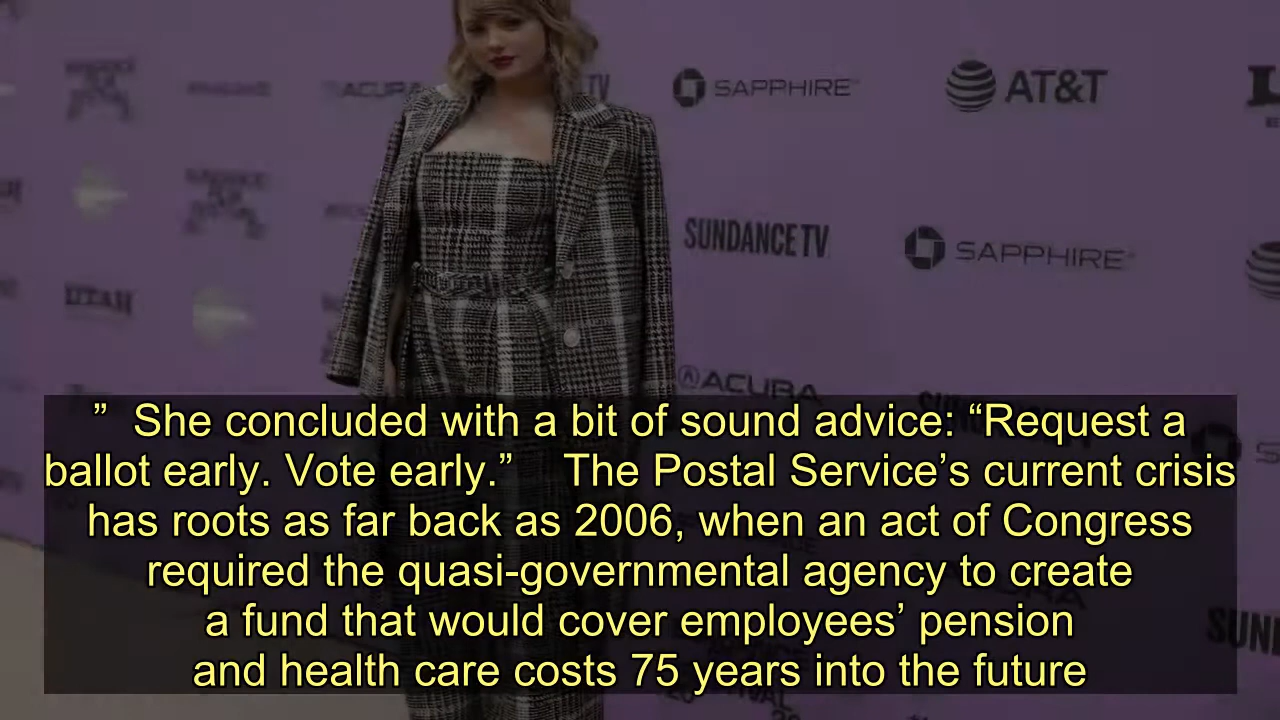 ACURA
TV
SAPPHIRE
AT&T
SUNDANCE TV
SAPPHIRE
UTAH
ACURA
” She concluded with a bit of sound advice: “Request a
ballot early. Vote early.” The Postal Service’s current crisis
has roots as far back as 2006, when an act of Congress
required the quasi-governmental agency to create
a fund that would cover employees’ pension
and health care costs 75 years into the future